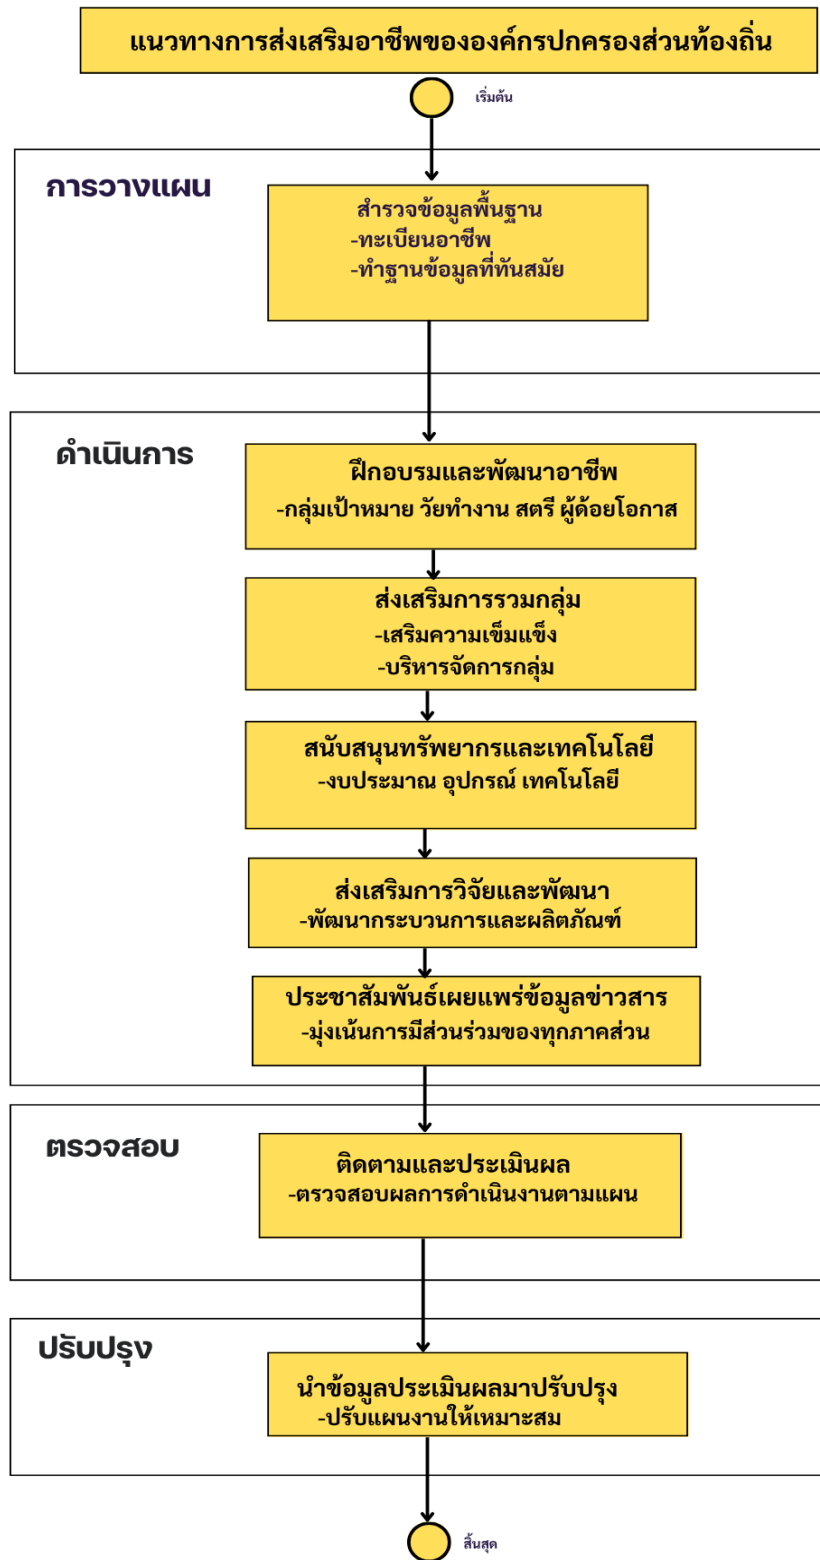 แนวทางการส่งเสริมอาชีพขององค์กรปกครองส่วนท้องถิ่น
เริ่มต้น
การวางแผน
สำรวจข้อมูลพื้นฐาน
-ทะเบียนอาชีพ
-ทำฐานข้อมูลที่ทันสมัย
ดำเนินการ
ฝึกอบรมและพัฒนาอาชีพ
-กลุ่มเป้าหมาย วัยทำงาน สตรี ผู้ด้อยโอกาส
ส่งเสริมการรวมกลุ่ม
-เสริมความเข็มแข็ง
-บริหารจัดการกลุ่ม
สนับสนุนทรัพยากรและเทคโนโลยี
-งบประมาณ อุปกรณ์ เทคโนโลยี
ส่งเสริมการวิจัยและพัฒนา
-พัฒนากระบวนการและผลิตภัณฑ์
ประชาสัมพันธ์เผยแพร่ข้อมูลข่าวสาร
-มุ่งเน้นการมีส่วนร่วมของทุกภาคส่วน
ตรวจสอบ
ติดตามและประเมินผล
-ตรวจสอบผลการดำเนินงานตามแผน
ปรับปรุง
นำข้อมูลประเมินผลมาปรับปรุง
-ปรับแผนงานให้เหมาะสม
สิ้นสุด